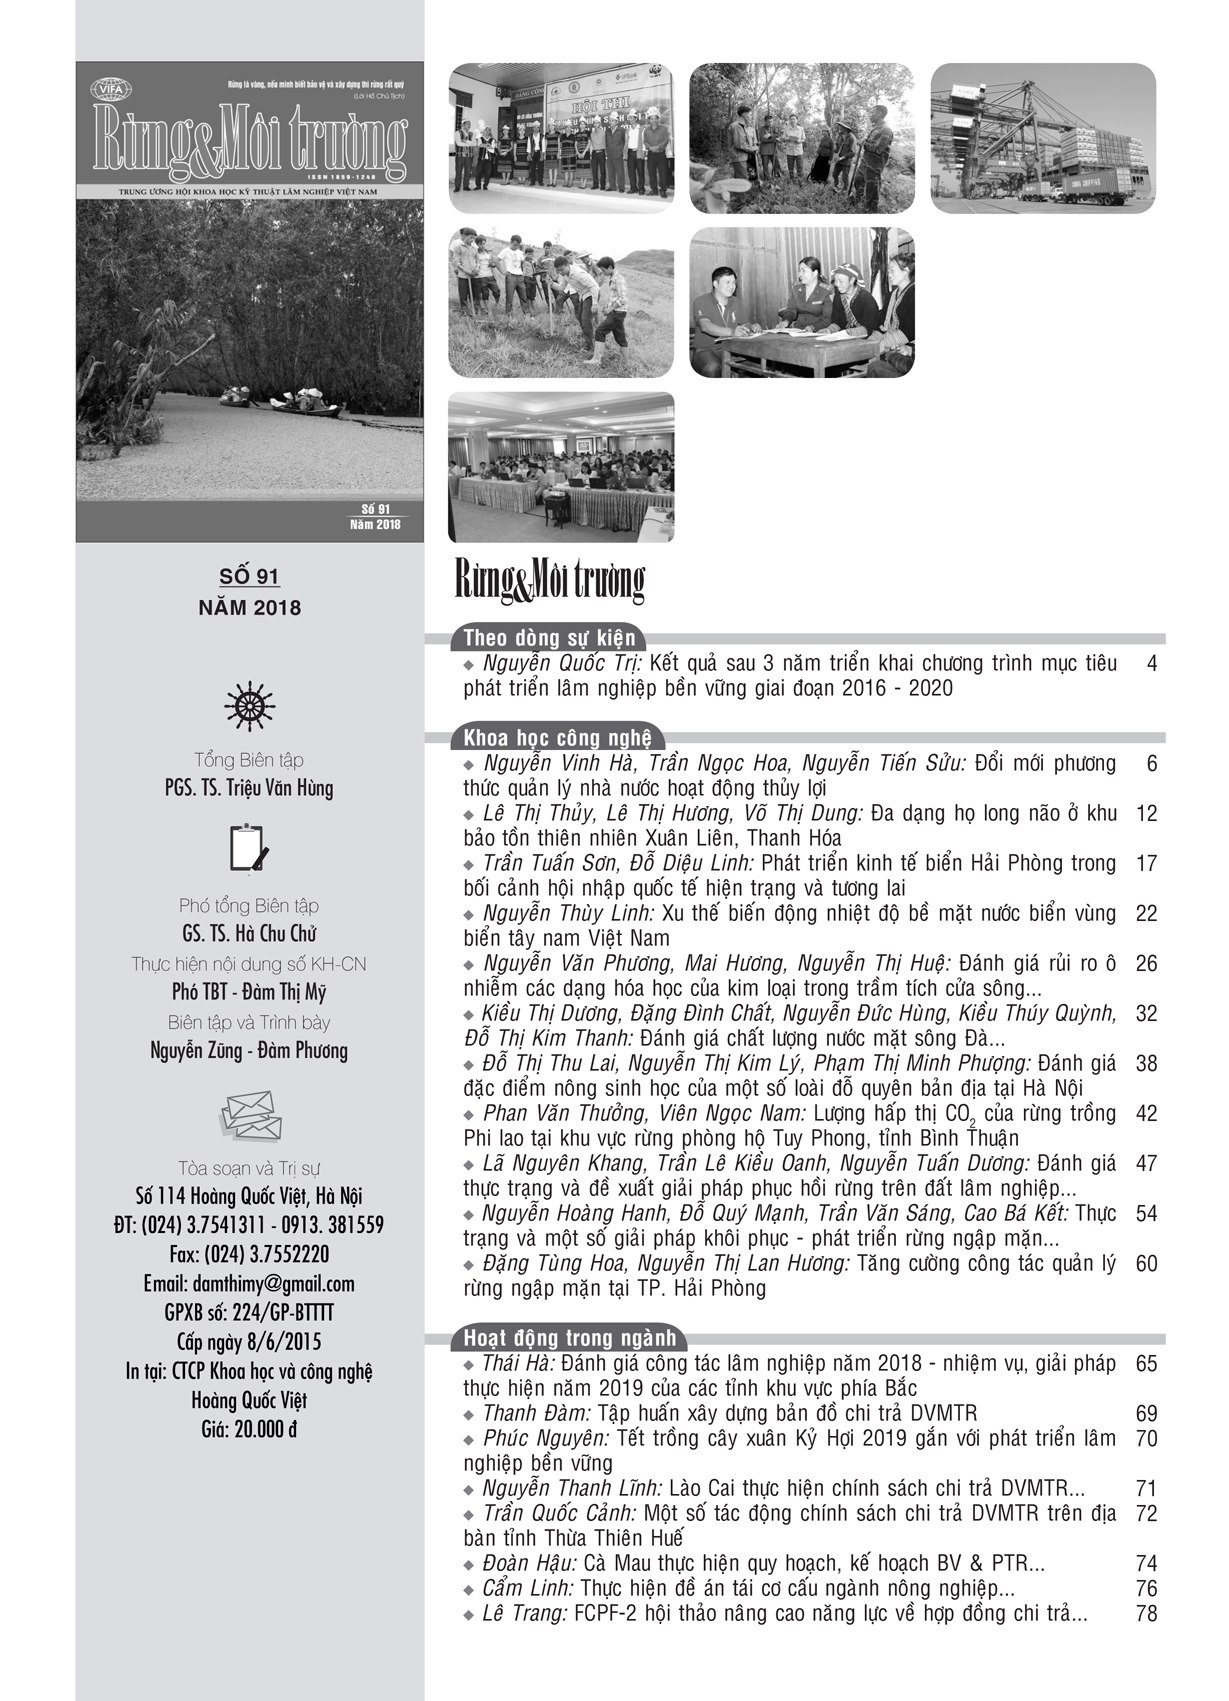 VIFA
Rừng là vàng, nếu mình biết bảo vệ và xây dựng thì rừng rất quý
(Lời Hồ Chủ Tịch)
Rừng&Môi trường
ISSN 1859-1248
TRUNG ƯƠNG HỘI KHOA HỌC KỸ THUẬT LÂM NGHIỆP VIỆT NAM
Số 91
Năm 2018
SỐ 91
NĂM 2018
Tổng Biên tập
PGS. TS. Triệu Văn Hùng
Phó tổng Biên tập
GS. TS. Hà Chu Chử
Thực hiện nội dung số KH-CN
Phó TBT - Đàm Thị Mỹ
Biên tập và Trình bày
Nguyễn Zũng - Đàm Phương
Tòa soạn và Trị sự
Số 114 Hoàng Quốc Việt, Hà Nội
ĐT: (024) 3.7541311 - 0913. 381559
Fax: (024) 3.7552220
Email: damthimy@gmail.com
GPXB số: 224/GP-BTTTT
Cấp ngày 8/6/2015
In tại: CTCP Khoa học và công nghệ
Hoàng Quốc Việt
Giá: 20.000 đ
HỘI THI
VPBank
WWF
Rừng&Môi trường
Theo dòng sự kiện
◆ Nguyễn Quốc Trị: Kết quả sau 3 năm triển khai chương trình mục tiêu 4
phát triển lâm nghiệp bền vững giai đoạn 2016 - 2020
Khoa học công nghệ
◆ Nguyễn Vinh Hà, Trần Ngọc Hoa, Nguyễn Tiến Sửu: Đổi mới phương 6
thức quản lý nhà nước hoạt động thủy lợi
◆ Lê Thị Thủy, Lê Thị Hương, Võ Thị Dung: Đa dạng họ long não ở khu 12
bảo tồn thiên nhiên Xuân Liên, Thanh Hóa
◆ Trần Tuấn Sơn, Đỗ Diệu Linh: Phát triển kinh tế biển Hải Phòng trong 17
bối cảnh hội nhập quốc tế hiện trạng và tương lai
◆ Nguyễn Thùy Linh: Xu thế biến động nhiệt độ bề mặt nước biển vùng 22
biển tây nam Việt Nam
◆ Nguyễn Văn Phương, Mai Hương, Nguyễn Thị Huệ: Đánh giá rủi ro ô 26
nhiễm các dạng hóa học của kim loại trong trầm tích cửa sông...
◆ Kiều Thị Dương, Đặng Đình Chất, Nguyễn Đức Hùng, Kiều Thúy Quỳnh, 32
Đỗ Thị Kim Thanh: Đánh giá chất lượng nước mặt sông Đà...
◆ Đỗ Thị Thu Lai, Nguyễn Thị Kim Lý, Phạm Thị Minh Phượng: Đánh giá 38
đặc điểm nông sinh học của một số loài đỗ quyên bản địa tại Hà Nội
◆ Phan Văn Thưởng, Viên Ngọc Nam: Lượng hấp thị CO2 của rừng trồng 42
Phi lao tại khu vực rừng phòng hộ Tuy Phong, tỉnh Bình Thuận
◆ Lã Nguyên Khang, Trần Lê Kiều Oanh, Nguyễn Tuấn Dương: Đánh giá 47
thực trạng và đề xuất giải pháp phục hồi rừng trên đất lâm nghiệp...
◆ Nguyễn Hoàng Hanh, Đỗ Quý Mạnh, Trần Văn Sáng, Cao Bá Kết: Thực 54
trạng và một số giải pháp khôi phục - phát triển rừng ngập mặn...
◆ Đặng Tùng Hoa, Nguyễn Thị Lan Hương: Tăng cường công tác quản lý 60
rừng ngập mặn tại TP. Hải Phòng
Hoạt động trong ngành
◆ Thái Hà: Đánh giá công tác lâm nghiệp năm 2018 - nhiệm vụ, giải pháp 65
thực hiện năm 2019 của các tỉnh khu vực phía Bắc
◆ Thanh Đàm: Tập huấn xây dựng bản đồ chi trả DVMTR 69
◆ Phúc Nguyên: Tết trồng cây xuân Kỷ Hợi 2019 gắn với phát triển lâm 70
nghiệp bền vững
◆ Nguyễn Thanh Lĩnh: Lào Cai thực hiện chính sách chi trả DVMTR... 71
◆ Trần Quốc Cảnh: Một số tác động chính sách chi trả DVMTR trên địa 72
bàn tỉnh Thừa Thiên Huế
◆ Đoàn Hậu: Cà Mau thực hiện quy hoạch, kế hoạch BV & PTR... 74
◆ Cẩm Linh: Thực hiện đề án tái cơ cấu ngành nông nghiệp... 76
◆ Lê Trang: FCPF-2 hội thảo nâng cao năng lực về hợp đồng chi trả... 78